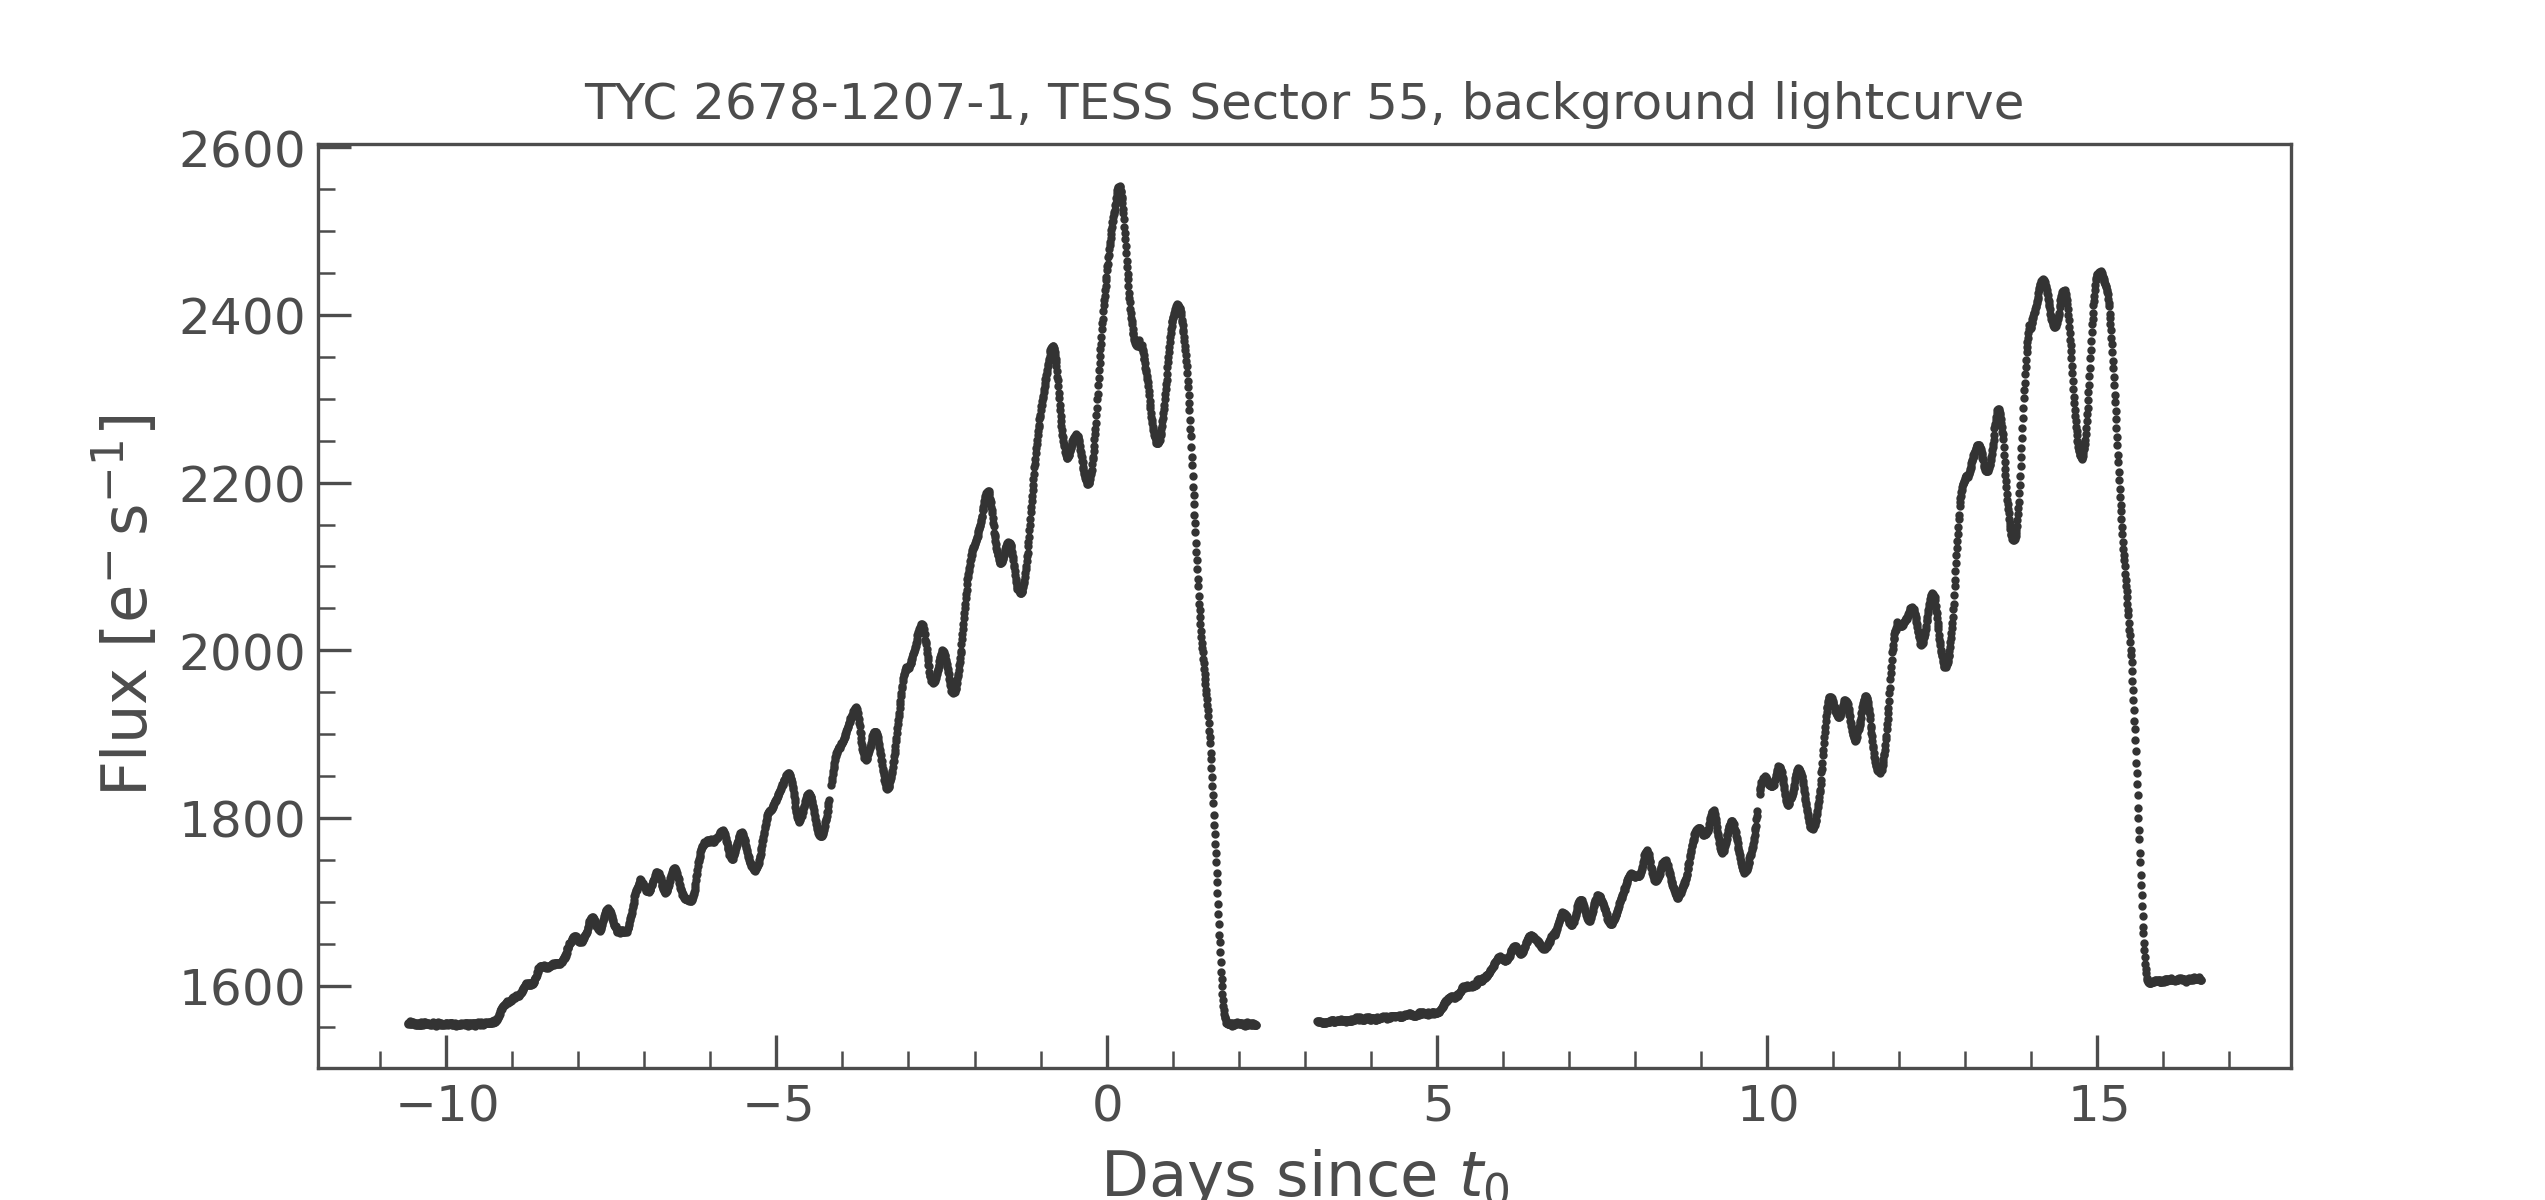 TYC 2678-1207-1, TESS Sector 55, background lightcurve
2600
2400
2200
2000
1800
1600
Flux [e⁻ s⁻¹]
−10 −5 0 5 10 15
Days since t₀